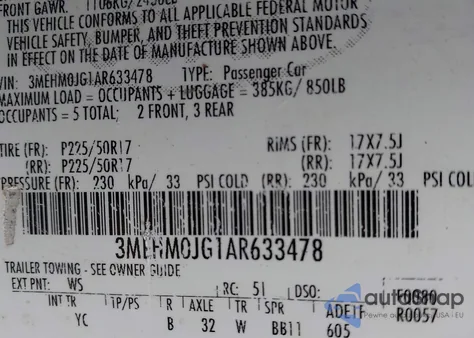 FRONT GAWR:
THIS VEHICLE CONFORMS TO ALL APPLICABLE FEDERAL MOTOR
VEHICLE SAFETY, BUMPER, AND THEFT PREVENTION STANDARDS
IN EFFECT ON THE DATE OF MANUFACTURE SHOWN ABOVE.
VIN: 3MEHM0JG1AR633478 TYPE: Passenger Car
MAXIMUM LOAD = OCCUPANTS + LUGGAGE = 385KG/ 850LB
OCCUPANTS = 5 TOTAL; 2 FRONT, 3 REAR
TIRE (FR): P225/50R17 RIMS (FR): 17X7.5J
(RR): P225/50R17 (RR): 17X7.5J
PRESSURE (FR): 230 kPa/ 33 PSI COLD (RR): 230 kPa/ 33 PSI COL
3MEHM0JG1AR633478
TRAILER TOWING - SEE OWNER GUIDE
EXT PNT: WS RC: 51 DSO:
INT TR TP/PS R AXLE TR SPR R0057
YC B 32 W BB11 605